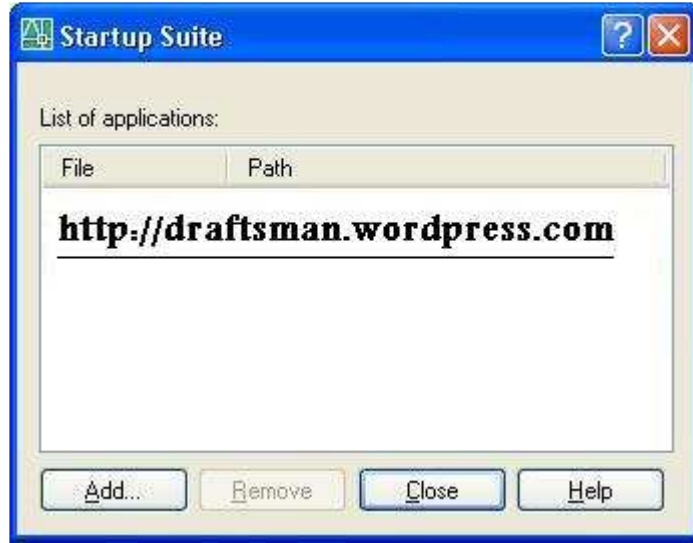 Startup Suite
List of applications:
File Path
http://draftsman.wordpress.com
Add... Remove Close Help